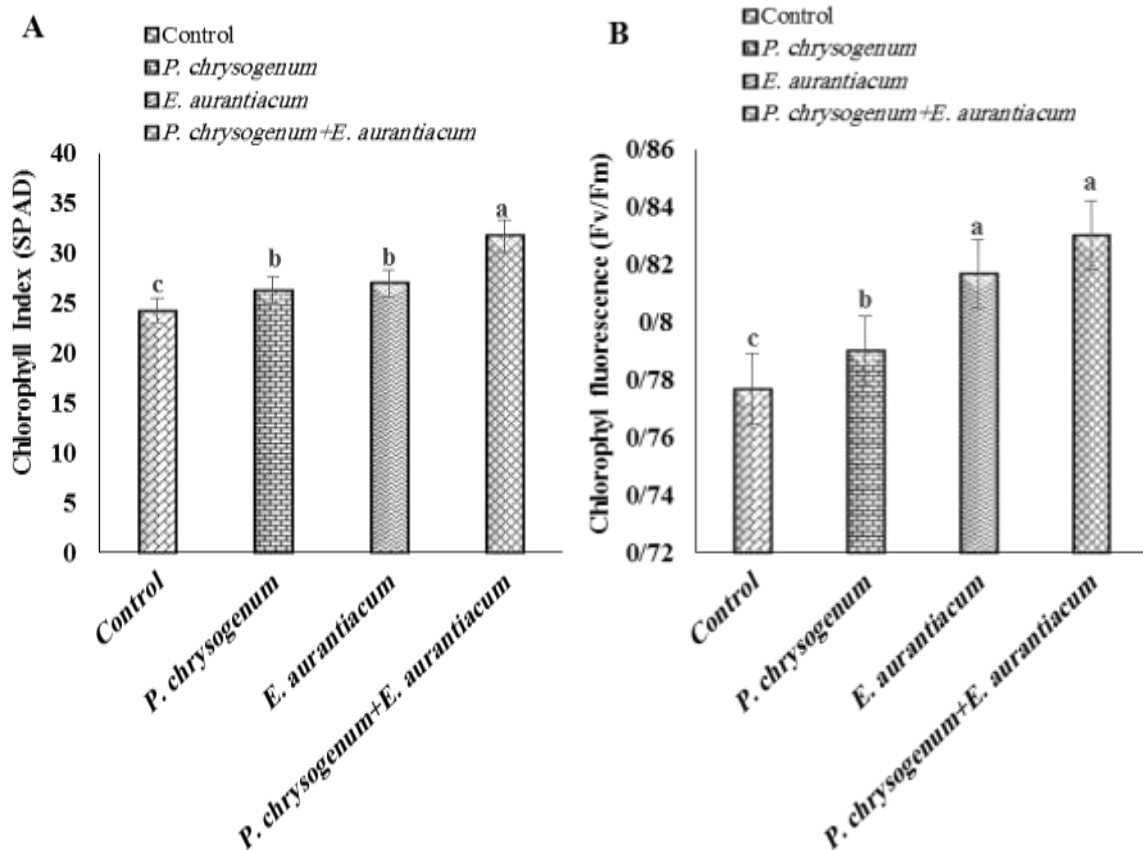 A
Control
P. chrysogenum
E. aurantiacum
P. chrysogenum+E. aurantiacum
Chlorophyll Index (SPAD)
40
35
30
25
20
15
10
5
0
c
b
b
a
Control
P. chrysogenum
E. aurantiacum
P. chrysogenum+E. aurantiacum
B
Control
P. chrysogenum
E. aurantiacum
P. chrysogenum+E. aurantiacum
Chlorophyl fluorescence (Fv/Fm)
0/86
0/84
0/82
0/8
0/78
0/76
0/74
0/72
c
b
a
a
Control
P. chrysogenum
E. aurantiacum
P. chrysogenum+E. aurantiacum